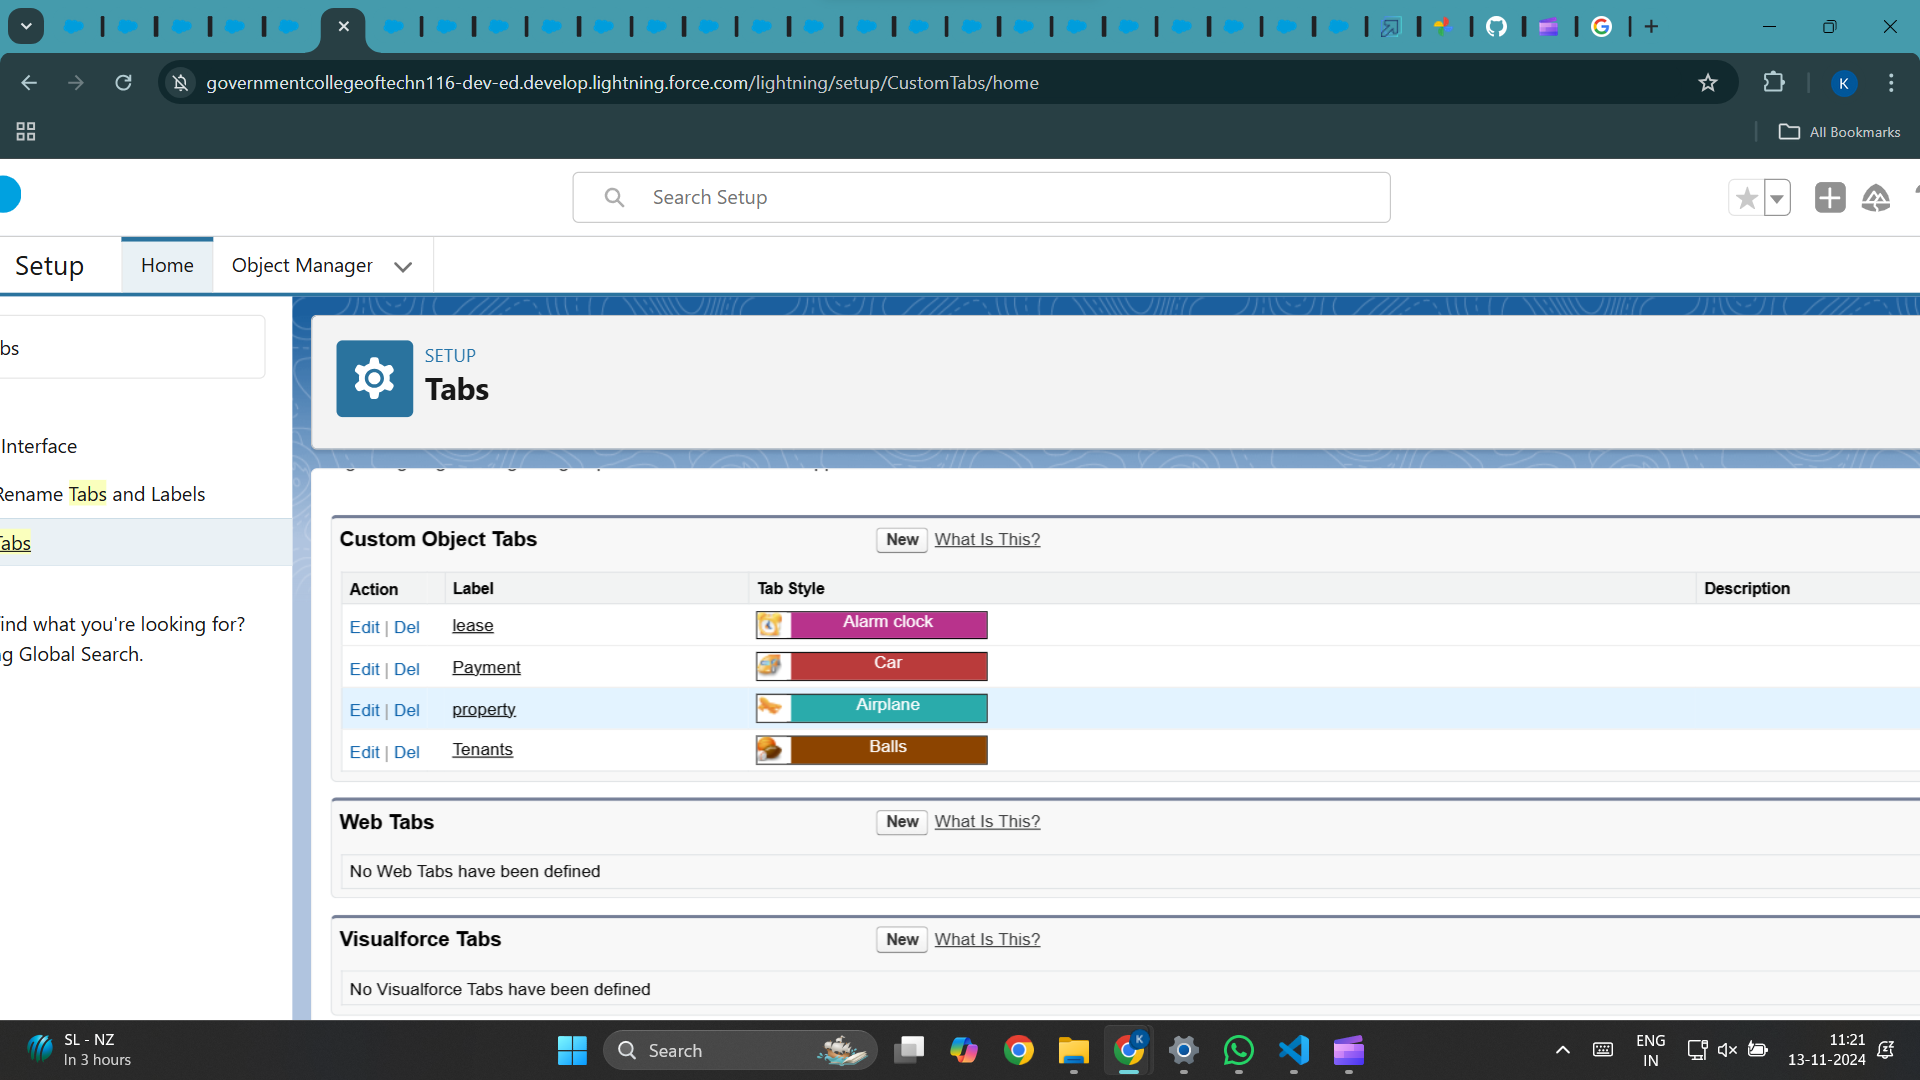 governmentcollegeoftechn116-dev-ed.develop.lightning.force.com/lightning/setup/CustomTabs/home
K
All Bookmarks
Search Setup
Setup
Home
Object Manager
bs
Interface
Rename Tabs and Labels
Tabs
find what you're looking for?
g Global Search.
SETUP
Tabs
Custom Object Tabs
New
What Is This?
Action Label Tab Style Description
Edit | Del lease Alarm clock
Edit | Del Payment Car
Edit | Del property Airplane
Edit | Del Tenants Balls
Web Tabs
New
What Is This?
No Web Tabs have been defined
Visualforce Tabs
New
What Is This?
No Visualforce Tabs have been defined
SL - NZ
In 3 hours
Search
K
ENG
IN
11:21
13-11-2024